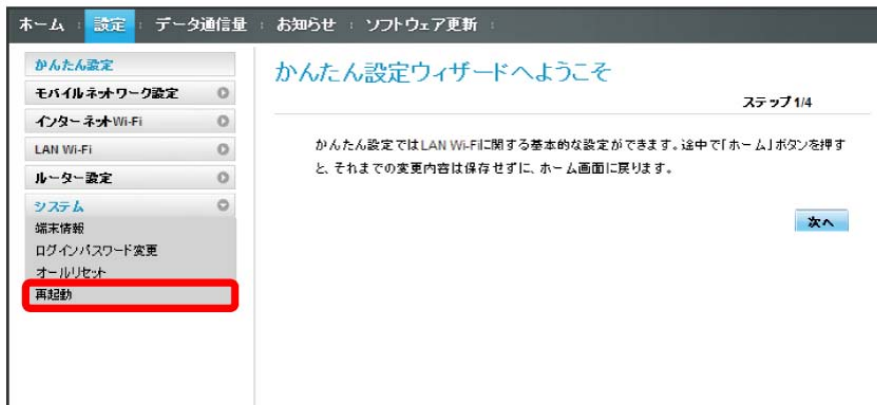 ホーム 設定 データ通信量 お知らせ ソフトウェア更新
かんたん設定
モバイルネットワーク設定
インターネットWi-Fi
LAN Wi-Fi
ルーター設定
システム
端末情報
ログインパスワード変更
オールリセット
再起動
かんたん設定ウィザードへようこそ
ステップ1/4
かんたん設定ではLAN Wi-Fiに関する基本的な設定ができます。途中で「ホーム」ボタンを押す
と、それまでの変更内容は保存せずに、ホーム画面に戻ります。
次へ